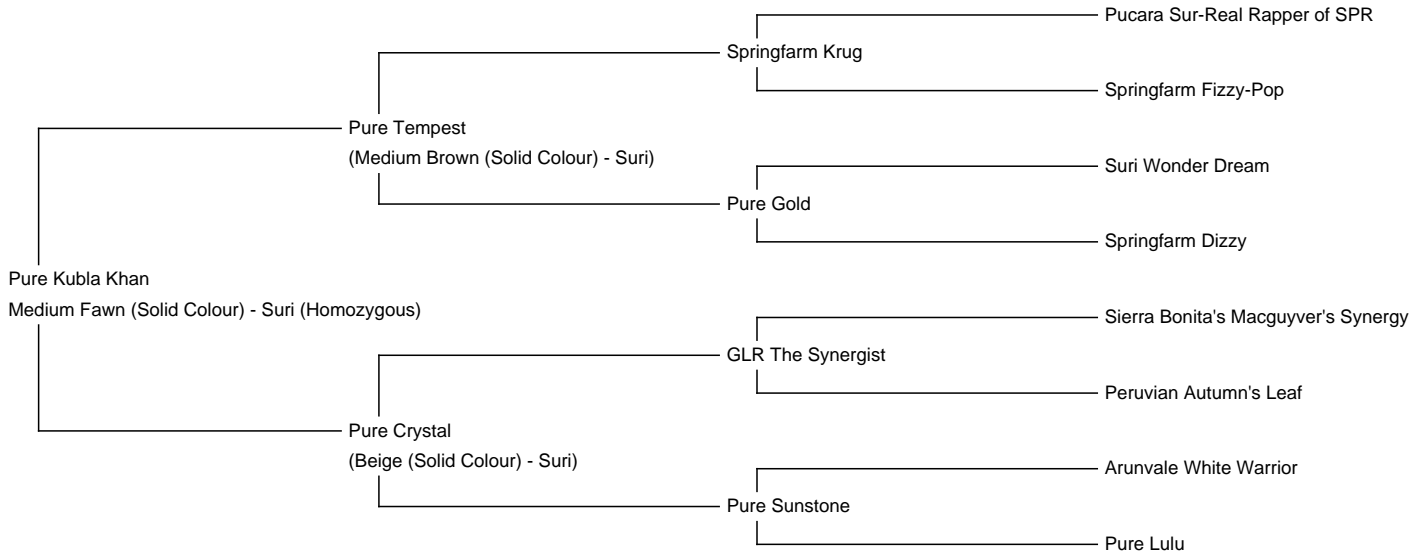 Pucara Sur-Real Rapper of SPR
Springfarm Krug
Springfarm Fizzy-Pop
Pure Tempest
(Medium Brown (Solid Colour) - Suri)
Suri Wonder Dream
Pure Gold
Springfarm Dizzy
Pure Kubla Khan
Medium Fawn (Solid Colour) - Suri (Homozygous)
Sierra Bonita's Macguyver's Synergy
GLR The Synergist
Peruvian Autumn's Leaf
Pure Crystal
(Beige (Solid Colour) - Suri)
Arunvale White Warrior
Pure Sunstone
Pure Lulu